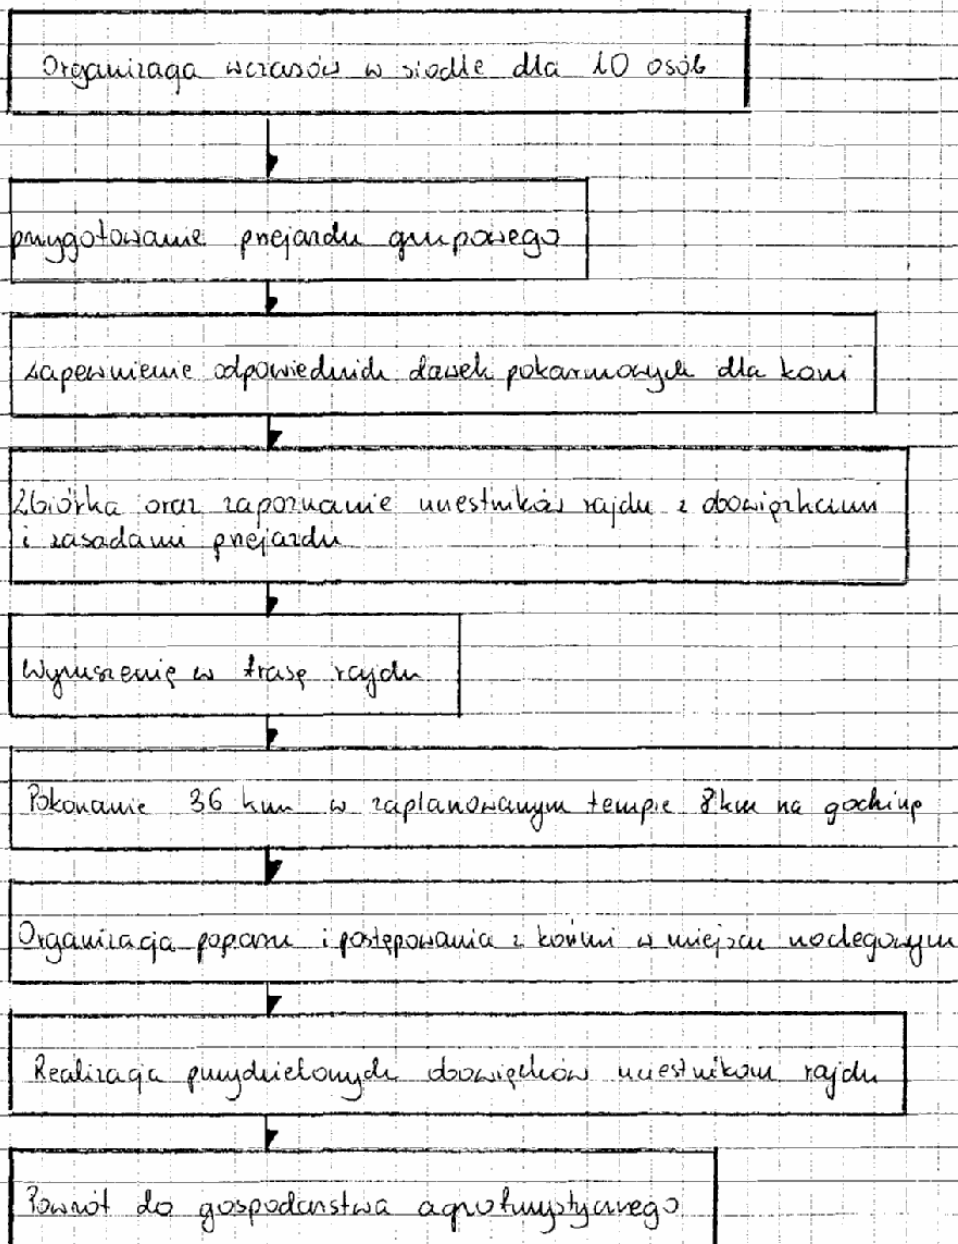 Organizacja wczasów w siodle dla 10 osób
przygotowanie przejazdu grupowego
zapewnienie odpowiednich dawek pokarmowych dla koni
Zbiórka oraz zapoznanie uczestników rajdu z obowiązkami
i zasadami przejazdu
Wyruszenię w trasę rajdu
Pokonanie 36 km w zaplanowanym tempie 8km na godzinę
Organizacja popasu i postępowania z końmi w miejscu noclegowym
Realizacja przydzielonych obowiązków uczestnikom rajdu
Powrót do gospodarstwa agroturystycznego